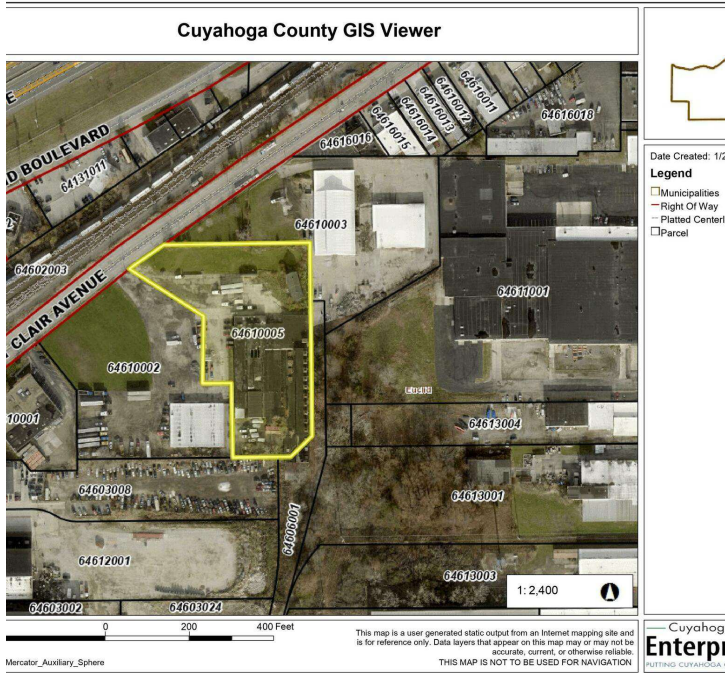 Cuyahoga County GIS Viewer
Date Created: 1/2
Legend
Municipalities
Right Of Way
Platted Centerl
Parcel
64616011
64616012
64616013
64616014
64616015
64616016
64616018
BOULEVARD
64131011
64610003
64602003
CLAIR AVENUE
64611001
64610005
64610002
Euclid
10001
64613004
64603008
64613001
64606001
64612001
64613003
64603002
64603024
1: 2,400
0 200 400 Feet
Mercator_Auxiliary_Sphere
This map is a user generated static output from an Internet mapping site and
is for reference only. Data layers that appear on this map may or may not be
accurate, current, or otherwise reliable.
THIS MAP IS NOT TO BE USED FOR NAVIGATION
Cuyahog
Enterpr
PUTTING CUYAHOGA